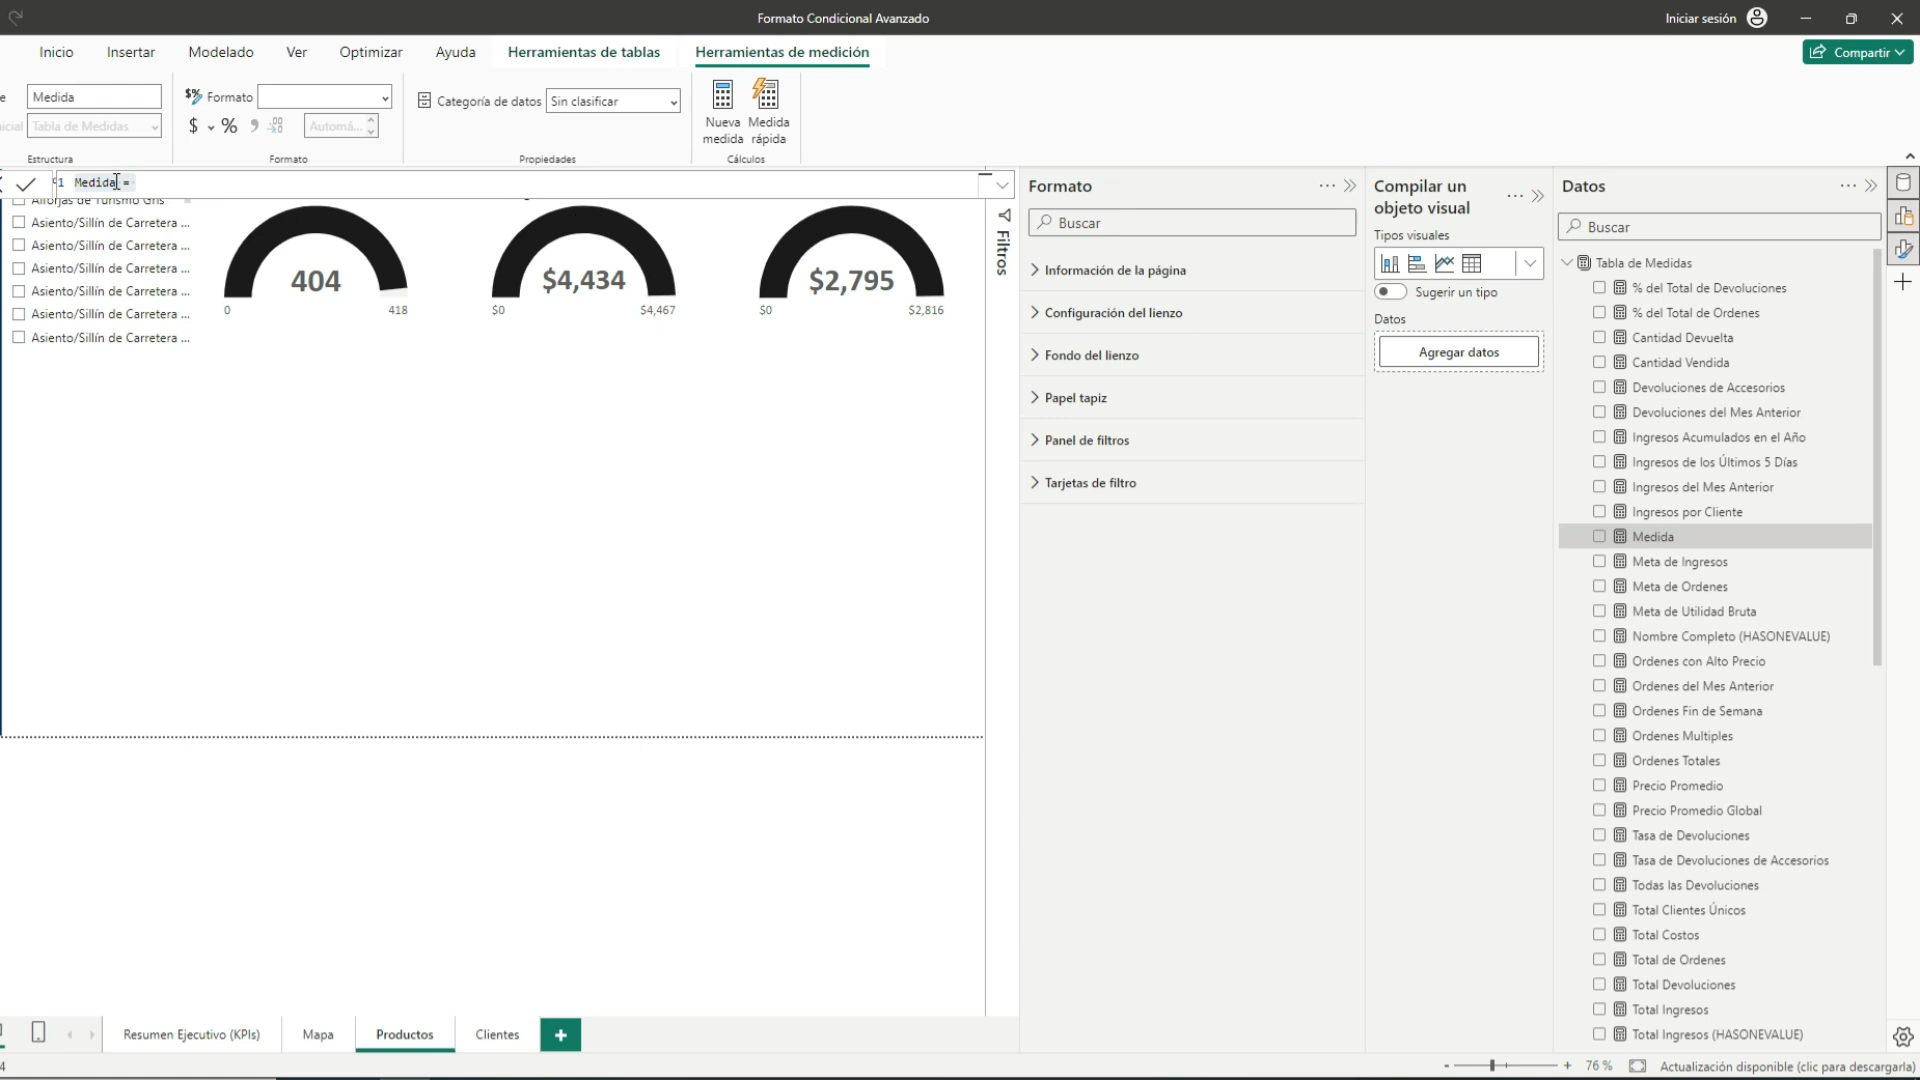 Formato Condicional Avanzado
Iniciar sesión
Inicio
Insertar
Modelado
Ver
Optimizar
Ayuda
Herramientas de tablas
Herramientas de medición
Compartir
e
Medida
icial
Tabla de Medidas
Estructura
Formato
$ % Automá...
Formato
Categoría de datos
Sin clasificar
Propiedades
Nueva medida
Medida rápida
Cálculos
1 Medida =
Alforjas de Turismo Gris
Asiento/Sillín de Carretera ...
Asiento/Sillín de Carretera ...
Asiento/Sillín de Carretera ...
Asiento/Sillín de Carretera ...
Asiento/Sillín de Carretera ...
Asiento/Sillín de Carretera ...
404
0
418
$4,434
$0
$4,467
$2,795
$0
$2,816
Filtros
Formato
Buscar
Información de la página
Configuración del lienzo
Fondo del lienzo
Papel tapiz
Panel de filtros
Tarjetas de filtro
Compilar un
objeto visual
Tipos visuales
Sugerir un tipo
Datos
Agregar datos
Datos
Buscar
Tabla de Medidas
% del Total de Devoluciones
% del Total de Ordenes
Cantidad Devuelta
Cantidad Vendida
Devoluciones de Accesorios
Devoluciones del Mes Anterior
Ingresos Acumulados en el Año
Ingresos de los Últimos 5 Días
Ingresos del Mes Anterior
Ingresos por Cliente
Medida
Meta de Ingresos
Meta de Ordenes
Meta de Utilidad Bruta
Nombre Completo (HASONEVALUE)
Ordenes con Alto Precio
Ordenes del Mes Anterior
Ordenes Fin de Semana
Ordenes Multiples
Ordenes Totales
Precio Promedio
Precio Promedio Global
Tasa de Devoluciones
Tasa de Devoluciones de Accesorios
Todas las Devoluciones
Total Clientes Únicos
Total Costos
Total de Ordenes
Total Devoluciones
Total Ingresos
Total Ingresos (HASONEVALUE)
Resumen Ejecutivo (KPIs)
Mapa
Productos
Clientes
4
- + 76 %
Actualización disponible (clic para descargarla)